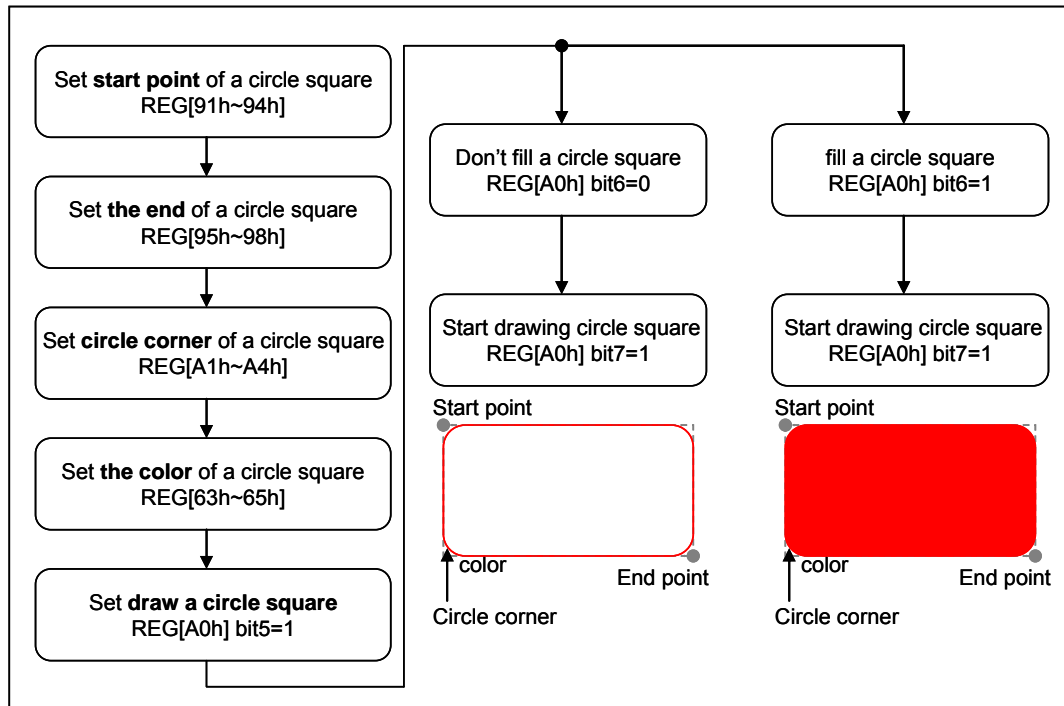 Set start point of a circle square
REG[91h~94h]
Set the end of a circle square
REG[95h~98h]
Set circle corner of a circle square
REG[A1h~A4h]
Set the color of a circle square
REG[63h~65h]
Set draw a circle square
REG[A0h] bit5=1
Don't fill a circle square
REG[A0h] bit6=0
Start drawing circle square
REG[A0h] bit7=1
Start point
color
End point
Circle corner
fill a circle square
REG[A0h] bit6=1
Start drawing circle square
REG[A0h] bit7=1
Start point
color
End point
Circle corner